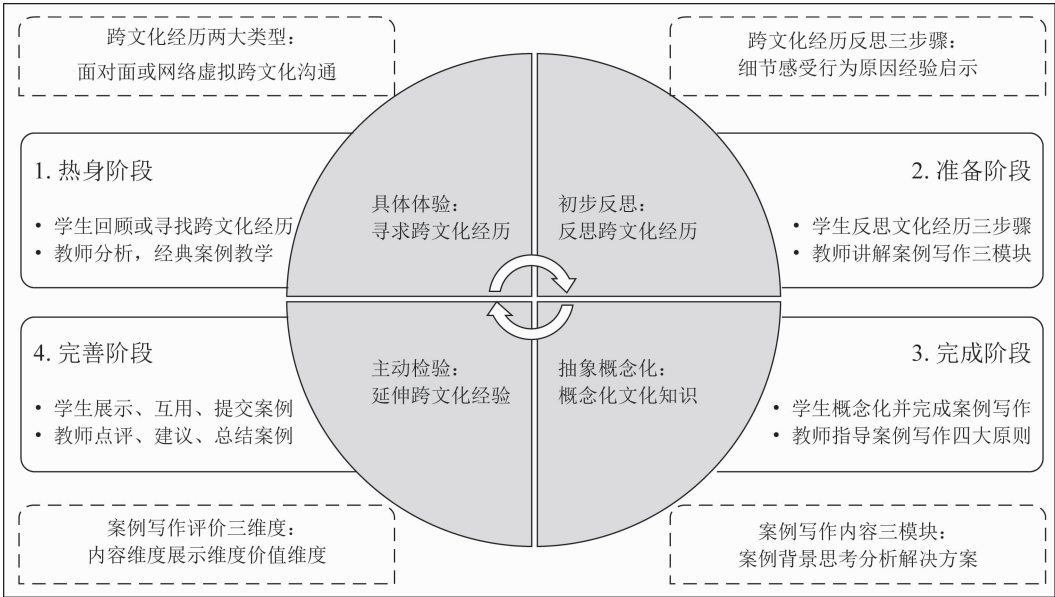 跨文化经历两大类型：
面对面或网络虚拟跨文化沟通
跨文化经历反思三步骤：
细节感受行为原因经验启示
1. 热身阶段
• 学生回顾或寻找跨文化经历
• 教师分析，经典案例教学
具体体验：
寻求跨文化经历
初步反思：
反思跨文化经历
2. 准备阶段
• 学生反思文化经历三步骤
• 教师讲解案例写作三模块
4. 完善阶段
• 学生展示、互用、提交案例
• 教师点评、建议、总结案例
主动检验：
延伸跨文化经验
抽象概念化：
概念化文化知识
3. 完成阶段
• 学生概念化并完成案例写作
• 教师指导案例写作四大原则
案例写作评价三维度：
内容维度展示维度价值维度
案例写作内容三模块：
案例背景思考分析解决方案